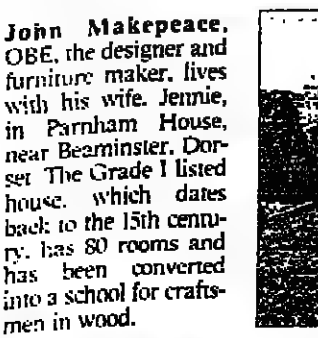 John Makepeace,
OBE, the designer and
furniture maker, lives
with his wife, Jennie,
in Parnham House,
near Beaminster, Dor-
set. The Grade I listed
house, which dates
back to the 15th centu-
ry, has 80 rooms and
has been converted
into a school for crafts-
men in wood.